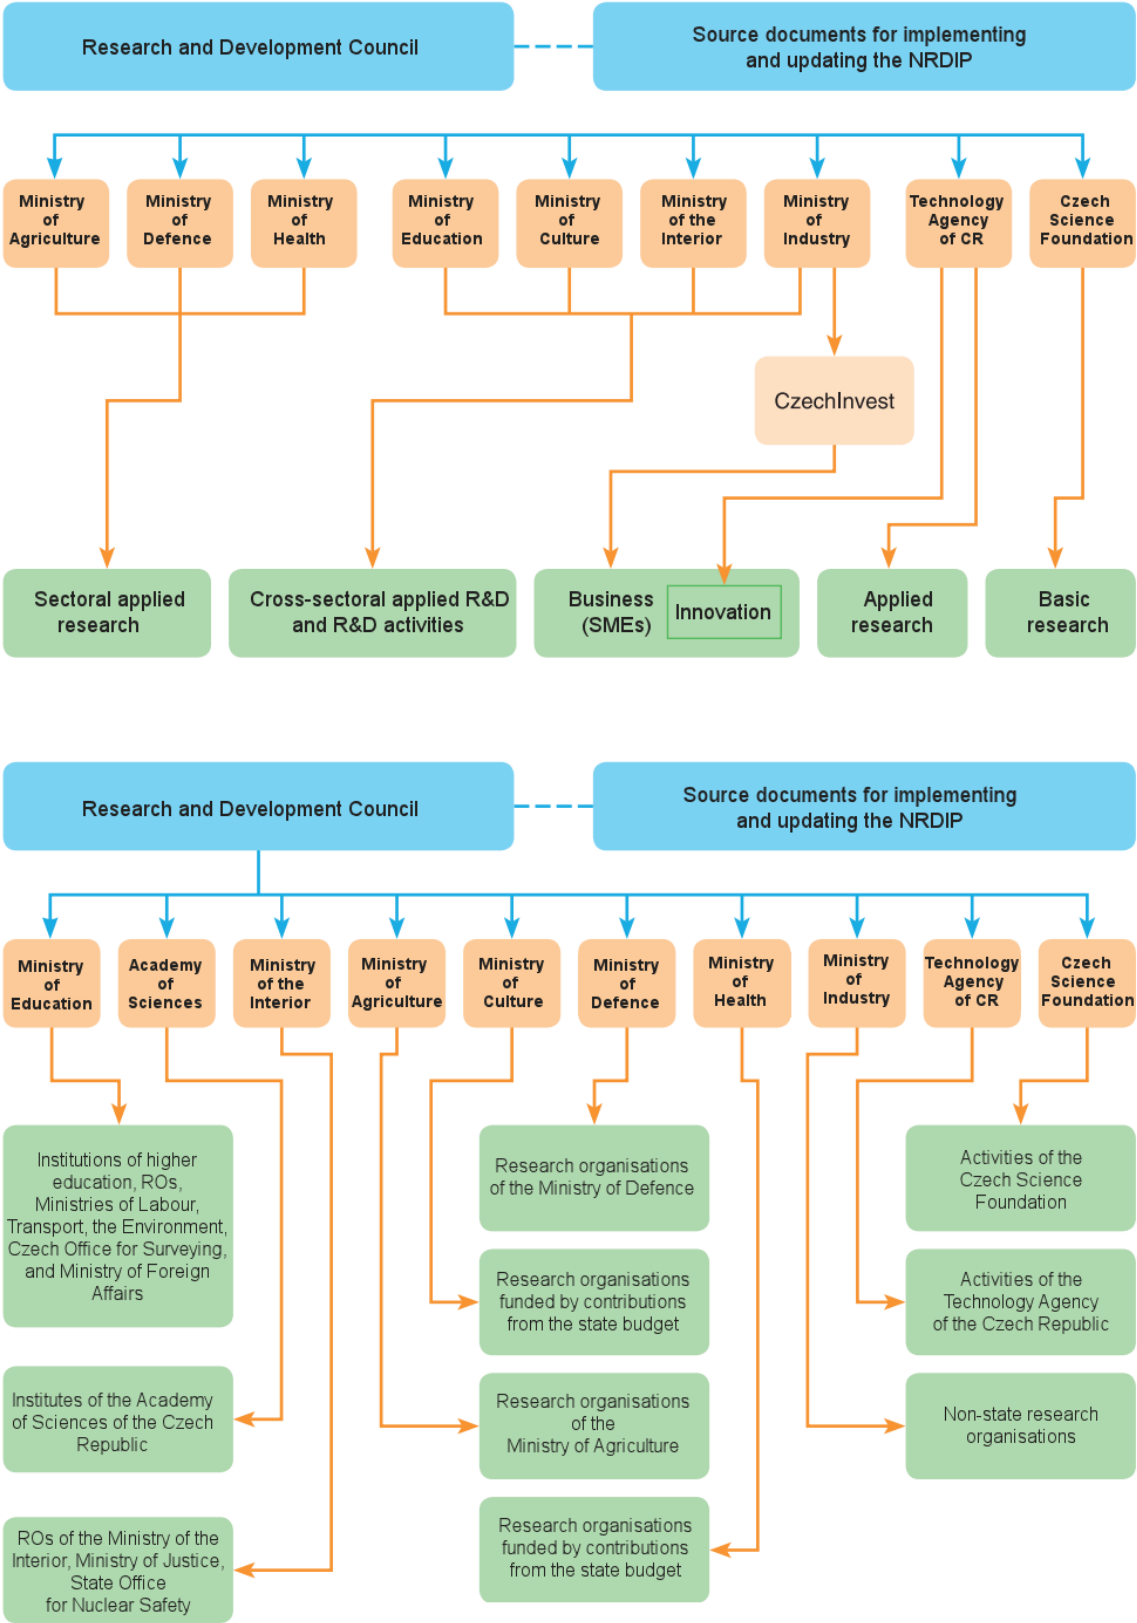 Research and Development Council
Source documents for implementing
and updating the NRDIP
Ministry
of
Agriculture
Ministry
of
Defence
Ministry
of
Health
Ministry
of
Education
Ministry
of
Culture
Ministry
of the
Interior
Ministry
of
Industry
Technology
Agency
of CR
Czech
Science
Foundation
CzechInvest
Sectoral applied
research
Cross-sectoral applied R&D
and R&D activities
Business
(SMEs)
Innovation
Applied
research
Basic
research
Research and Development Council
Source documents for implementing
and updating the NRDIP
Ministry
of
Education
Academy
of
Sciences
Ministry
of the
Interior
Ministry
of
Agriculture
Ministry
of
Culture
Ministry
of
Defence
Ministry
of
Health
Ministry
of
Industry
Technology
Agency
of CR
Czech
Science
Foundation
Institutions of higher
education, ROs,
Ministries of Labour,
Transport, the Environment,
Czech Office for Surveying,
and Ministry of Foreign
Affairs
Institutes of the Academy
of Sciences of the Czech
Republic
ROs of the Ministry of the
Interior, Ministry of Justice,
State Office
for Nuclear Safety
Research organisations
of the Ministry of Defence
Research organisations
funded by contributions
from the state budget
Research organisations
of the
Ministry of Agriculture
Research organisations
funded by contributions
from the state budget
Activities of the
Czech Science
Foundation
Activities of the
Technology Agency
of the Czech Republic
Non-state research
organisations